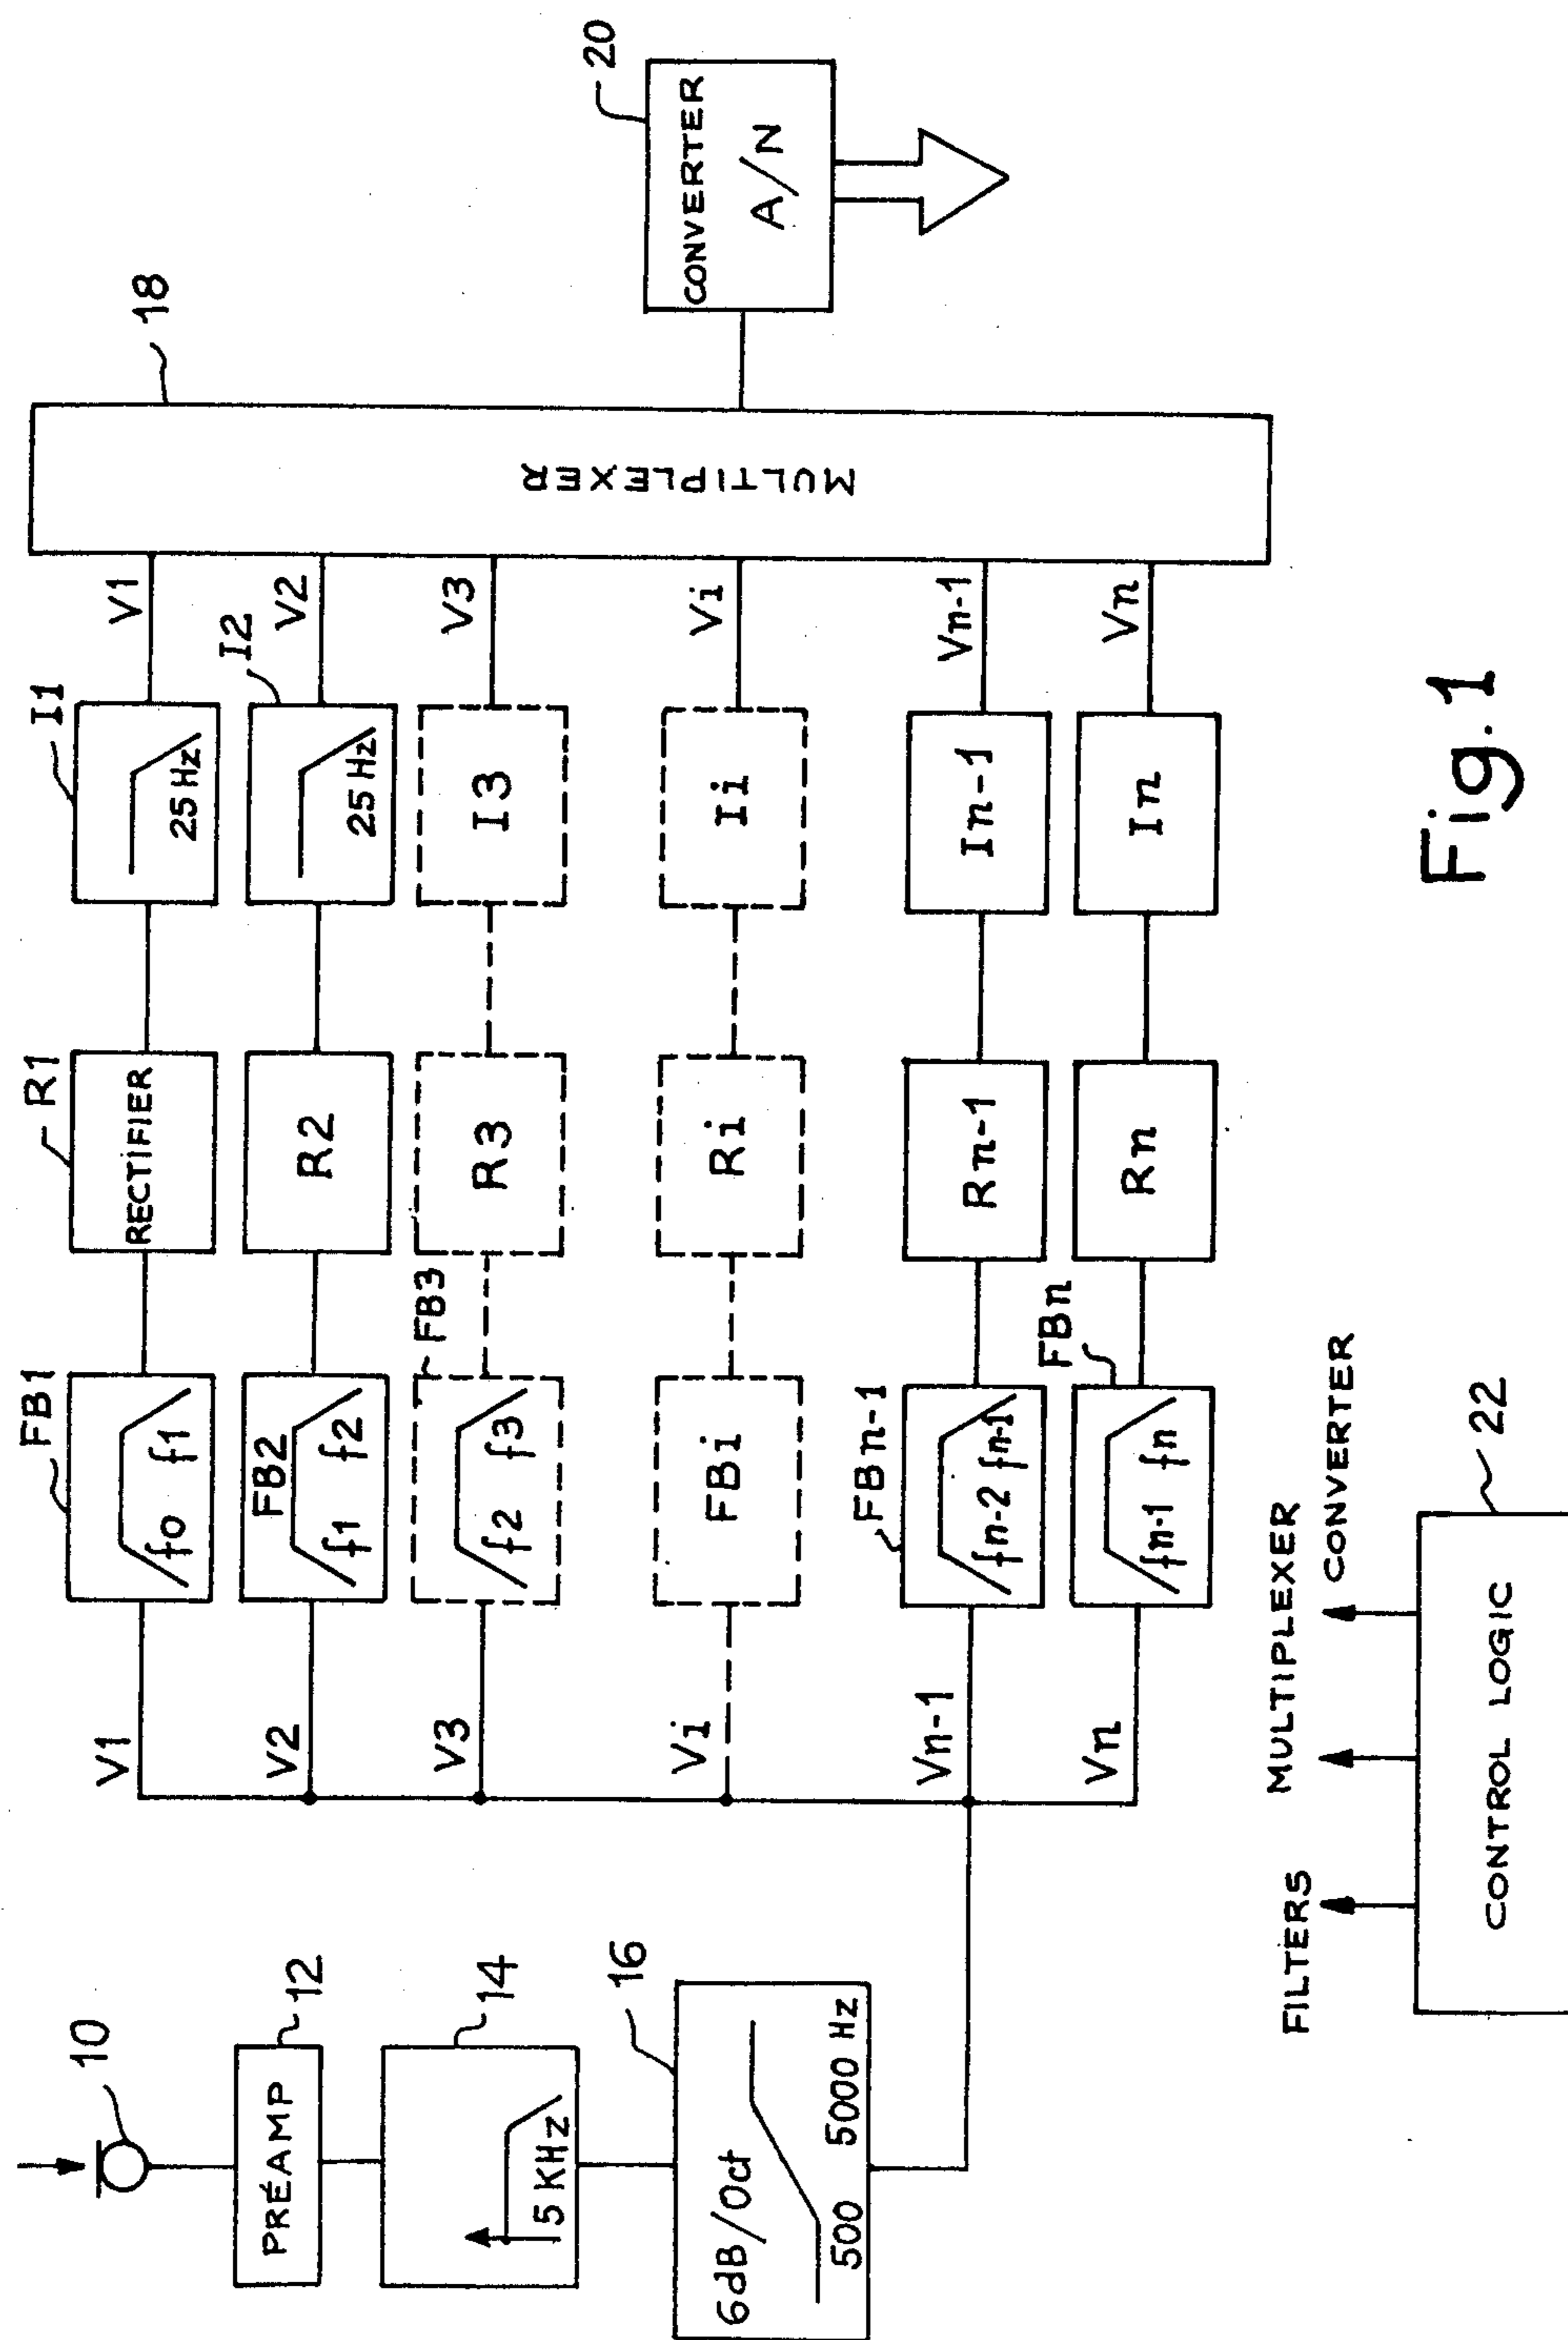 10
PRÉAMP
12
14
5 KHz
16
6dB/Oct
500 5000 Hz
V1
V2
V3
Vi
Vn-1
Vn
FB1
f0 f1
FB2
f1 f2
FB3
f2 f3
FBi
FBn-1
fn-2 fn-1
FBn
fn-1 fn
R1
RECTIFIER
R2
R3
Ri
Rn-1
Rn
I1
25 Hz
I2
25 Hz
I3
Ii
In-1
In
V1
V2
V3
Vi
Vn-1
Vn
18
MULTIPLEXER
20
CONVERTER
A/N
FILTERS
MULTIPLEXER
CONVERTER
CONTROL LOGIC
22
Fig. 1